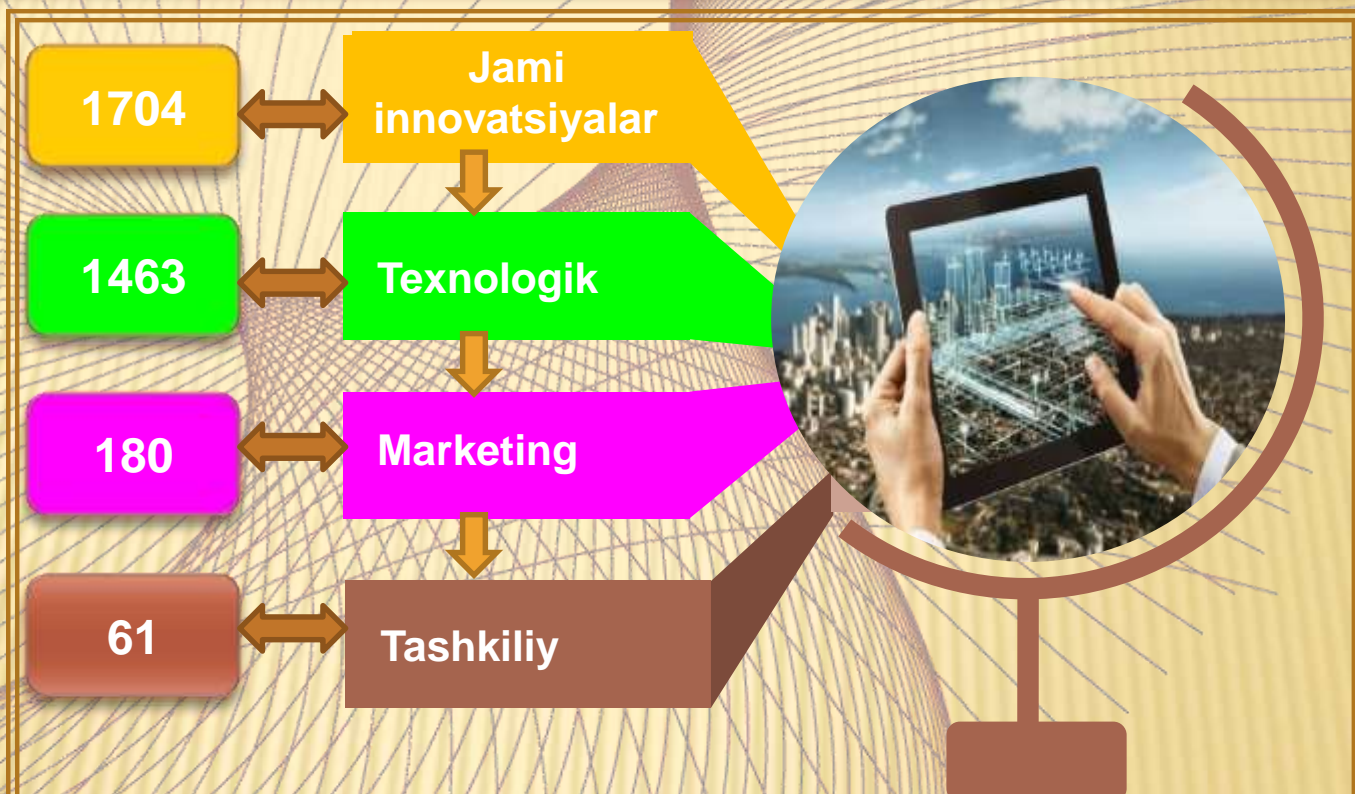 1704
Jami
innovatsiyalar
1463
Texnologik
180
Marketing
61
Tashkiliy